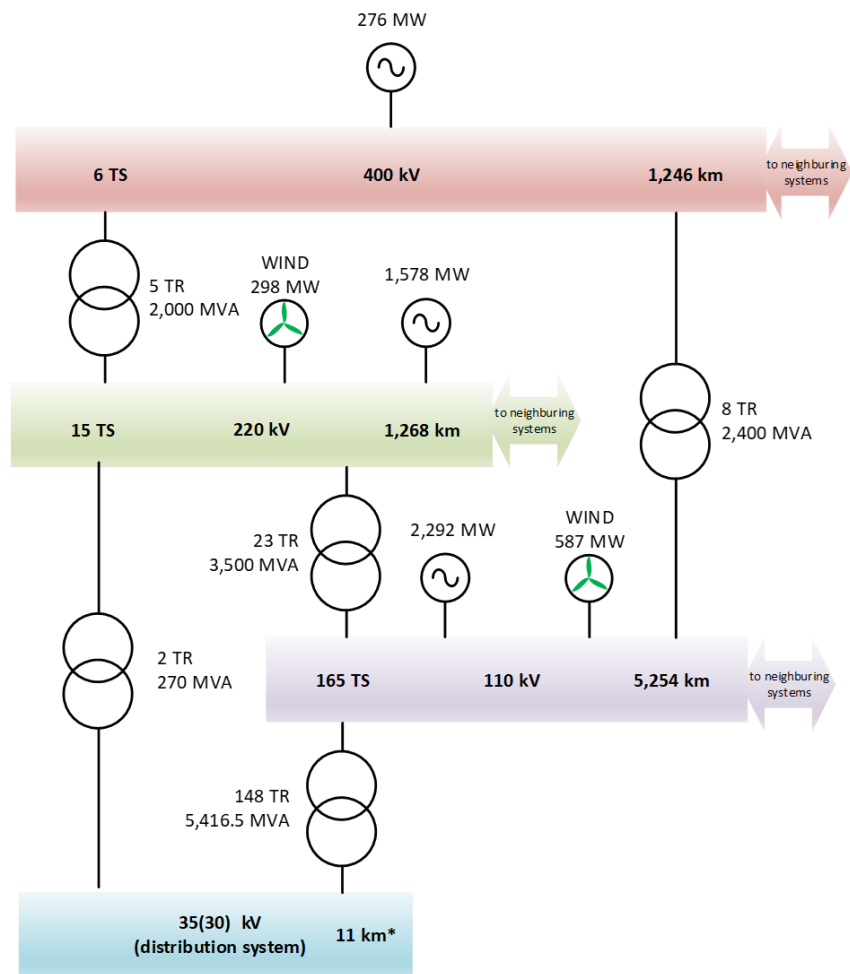 276 MW
6 TS
400 kV
1,246 km
to neighburing
systems
5 TR
2,000 MVA
WIND
298 MW
1,578 MW
15 TS
220 kV
1,268 km
to neighburing
systems
8 TR
2,400 MVA
23 TR
3,500 MVA
2,292 MW
WIND
587 MW
2 TR
270 MVA
165 TS
110 kV
5,254 km
to neighburing
systems
148 TR
5,416.5 MVA
35(30) kV
(distribution system)
11 km*